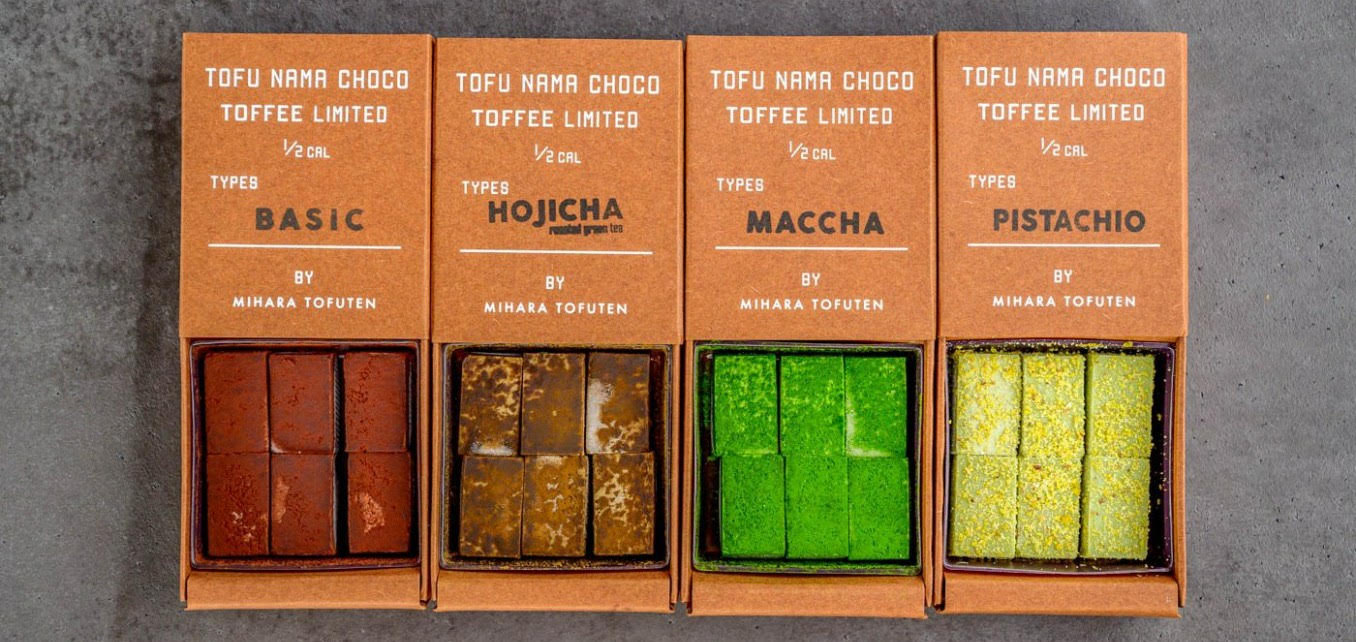 TOFU NAMA CHOCO
TOFFEE LIMITED
1/2 CAL
TYPES
BASIC
BY
MIHARA TOFUTEN
TOFU NAMA CHOCO
TOFFEE LIMITED
1/2 CAL
TYPES
HOJICHA
roasted green tea
BY
MIHARA TOFUTEN
TOFU NAMA CHOCO
TOFFEE LIMITED
1/2 CAL
TYPES
MACCHA
BY
MIHARA TOFUTEN
TOFU NAMA CHOCO
TOFFEE LIMITED
1/2 CAL
TYPES
PISTACHIO
BY
MIHARA TOFUTEN